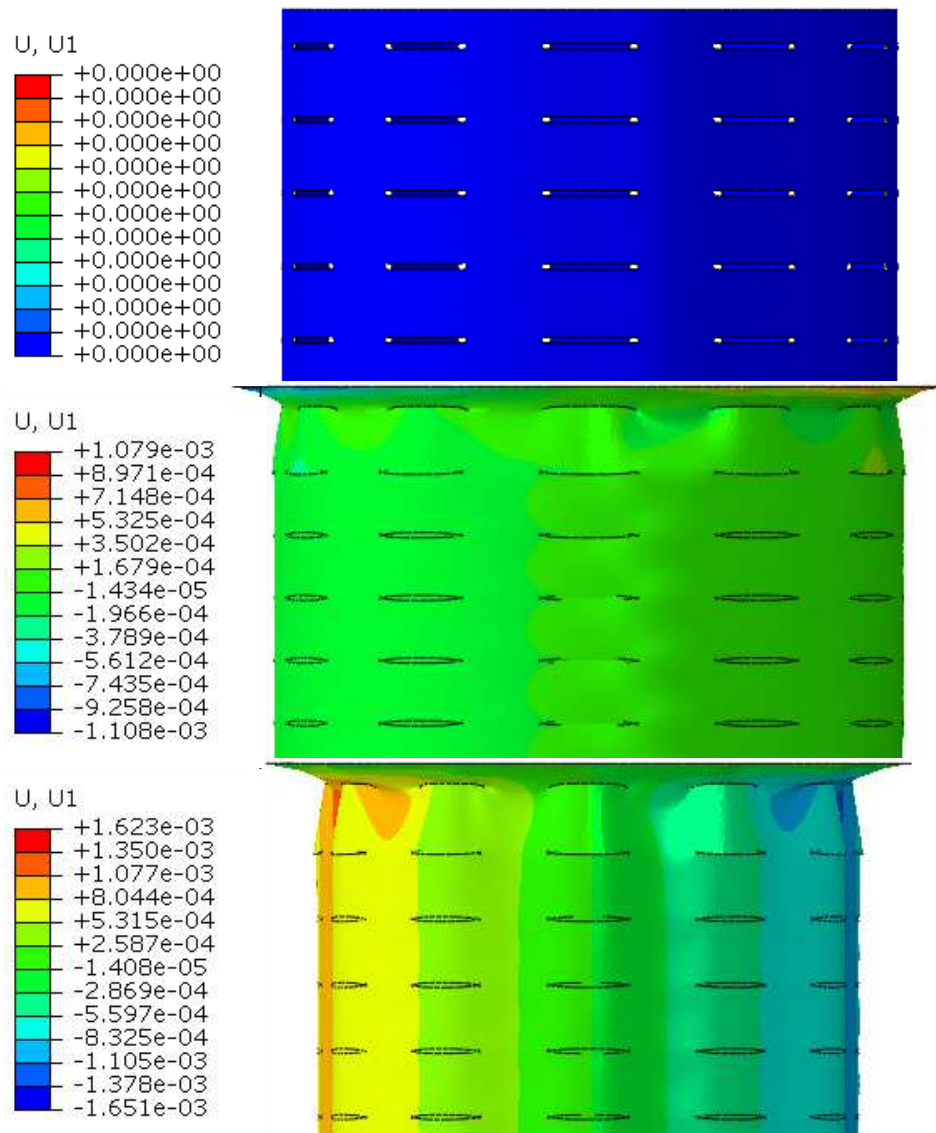 U, U1
+0.000e+00
+0.000e+00
+0.000e+00
+0.000e+00
+0.000e+00
+0.000e+00
+0.000e+00
+0.000e+00
+0.000e+00
+0.000e+00
+0.000e+00
+0.000e+00
+0.000e+00
U, U1
+1.079e-03
+8.971e-04
+7.148e-04
+5.325e-04
+3.502e-04
+1.679e-04
-1.434e-05
-1.966e-04
-3.789e-04
-5.612e-04
-7.435e-04
-9.258e-04
-1.108e-03
U, U1
+1.623e-03
+1.350e-03
+1.077e-03
+8.044e-04
+5.315e-04
+2.587e-04
-1.408e-05
-2.869e-04
-5.597e-04
-8.325e-04
-1.105e-03
-1.378e-03
-1.651e-03